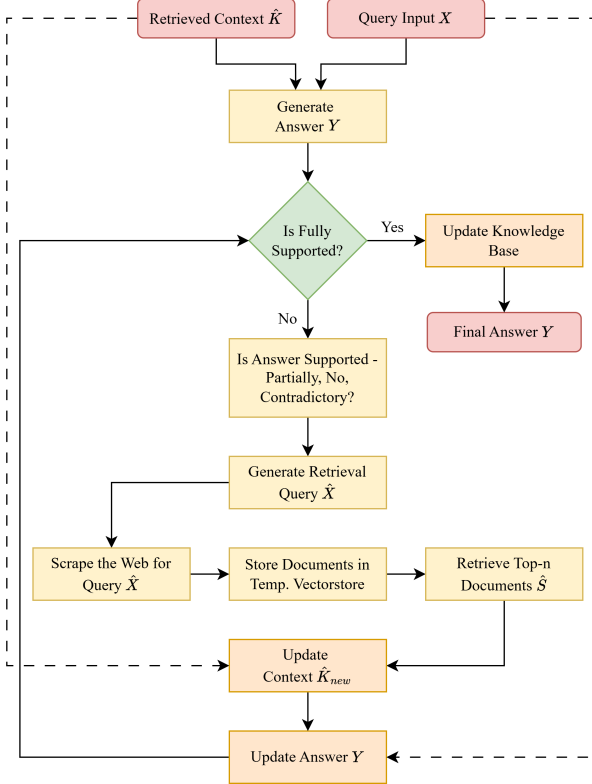 Retrieved Context K̂
Query Input X
Generate
Answer Y
Is Fully
Supported?
Yes
Update Knowledge
Base
Final Answer Y
No
Is Answer Supported -
Partially, No,
Contradictory?
Generate Retrieval
Query X̂
Scrape the Web for
Query X̂
Store Documents in
Temp. Vectorstore
Retrieve Top-n
Documents Ŝ
Update
Context K̂new
Update Answer Y